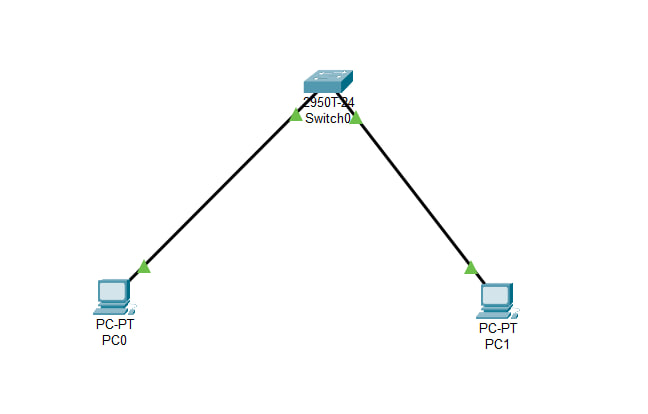 2950T-24
Switch0
PC-PT
PC0
PC-PT
PC1